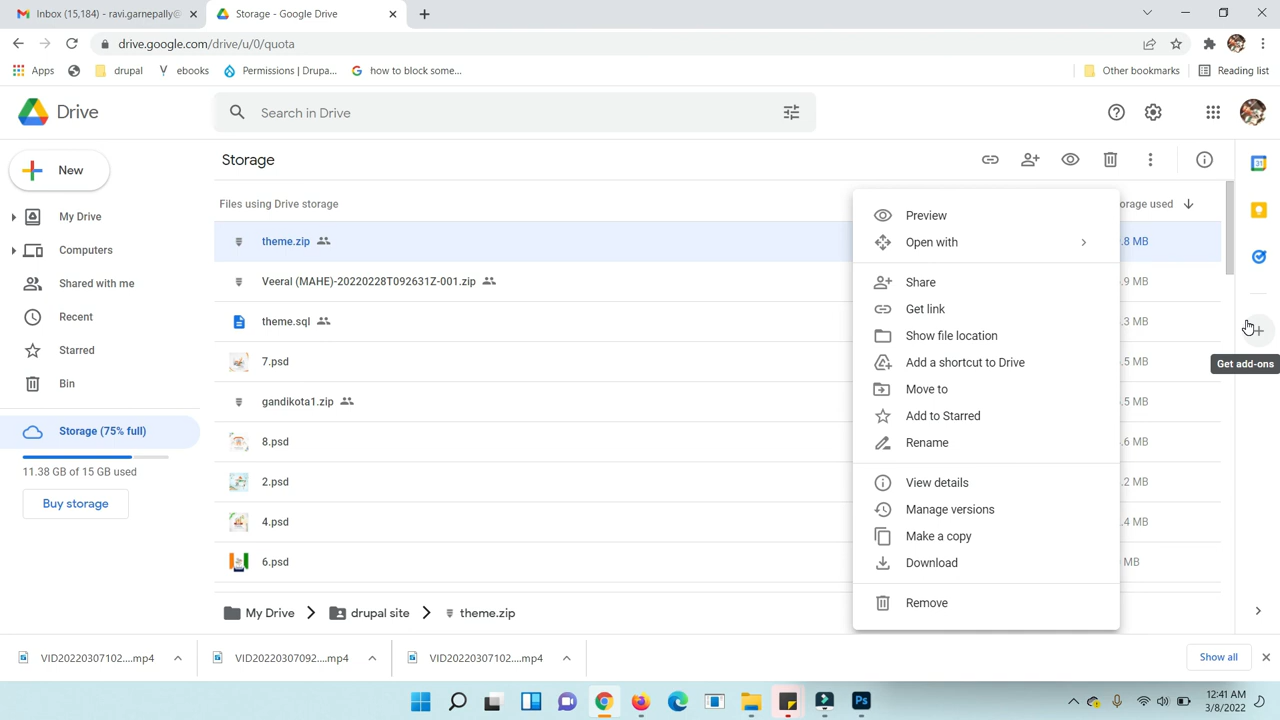 Inbox (15,184) - ravi.garnepally@
Storage - Google Drive
drive.google.com/drive/u/0/quota
Apps
drupal
ebooks
Permissions | Drupa...
how to block some...
Other bookmarks
Reading list
Drive
Search in Drive
New
My Drive
Computers
Shared with me
Recent
Starred
Bin
Storage (75% full)
11.38 GB of 15 GB used
Buy storage
Storage
Files using Drive storage
orage used
theme.zip
.8 MB
Veeral (MAHE)-20220228T092631Z-001.zip
.9 MB
theme.sql
.3 MB
7.psd
.5 MB
gandikota1.zip
.5 MB
8.psd
.6 MB
2.psd
.2 MB
4.psd
.4 MB
6.psd
MB
Preview
Open with
Share
Get link
Show file location
Add a shortcut to Drive
Move to
Add to Starred
Rename
View details
Manage versions
Make a copy
Download
Remove
31
Get add-ons
My Drive
drupal site
theme.zip
VID20220307102....mp4
VID20220307092....mp4
VID20220307102....mp4
Show all
Ps
12:41 AM
3/8/2022